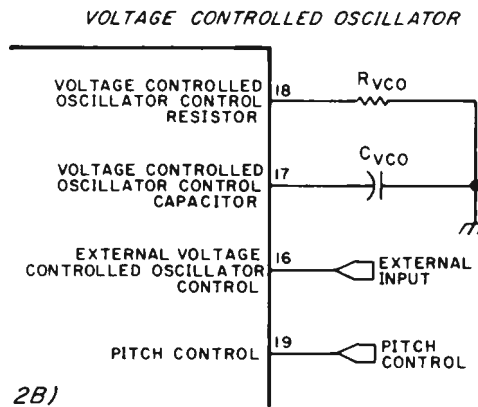 VOLTAGE CONTROLLED OSCILLATOR
VOLTAGE CONTROLLED
OSCILLATOR CONTROL
RESISTOR
18
RVCO
VOLTAGE CONTROLLED
OSCILLATOR CONTROL
CAPACITOR
17
CVCO
EXTERNAL VOLTAGE
CONTROLLED OSCILLATOR
CONTROL
16
EXTERNAL
INPUT
PITCH CONTROL
19
PITCH
CONTROL
2B)